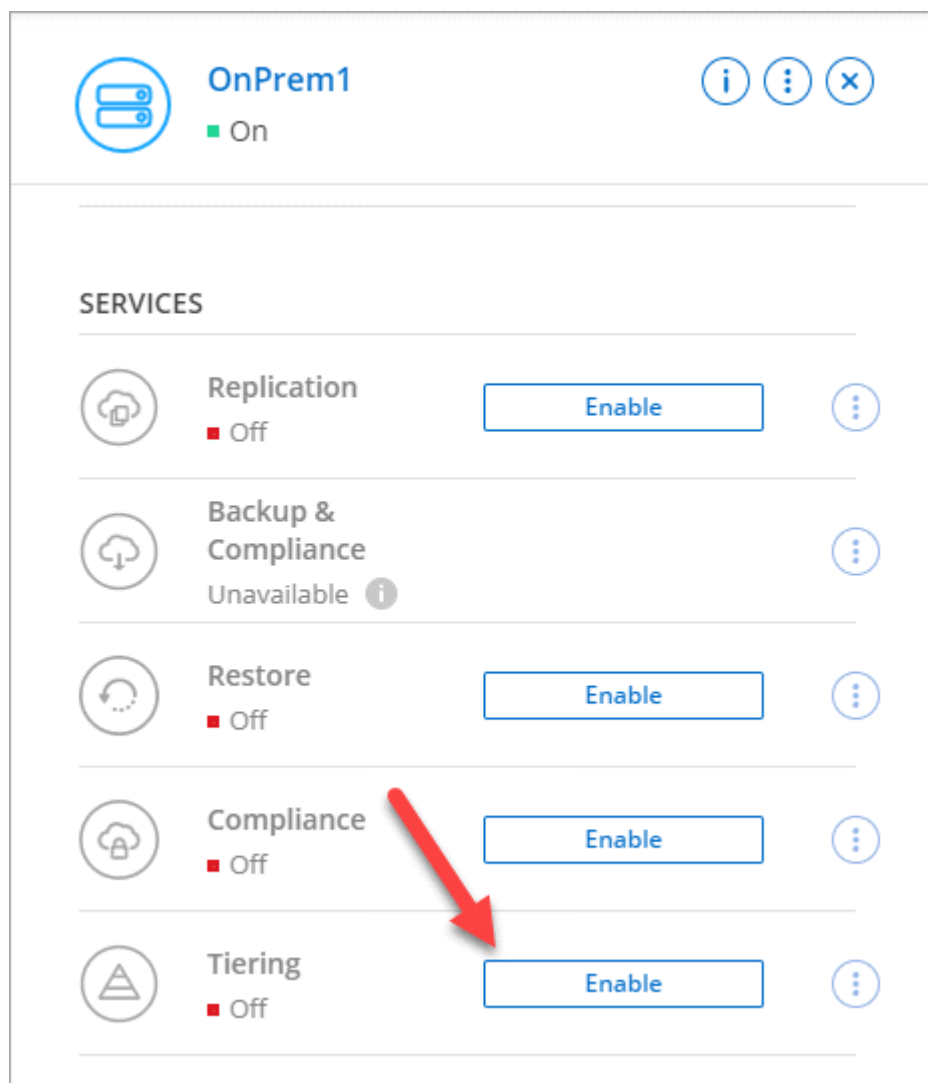 OnPrem1
On
SERVICES
Replication
Off
Enable
Backup &
Compliance
Unavailable
Restore
Off
Enable
Compliance
Off
Enable
Tiering
Off
Enable